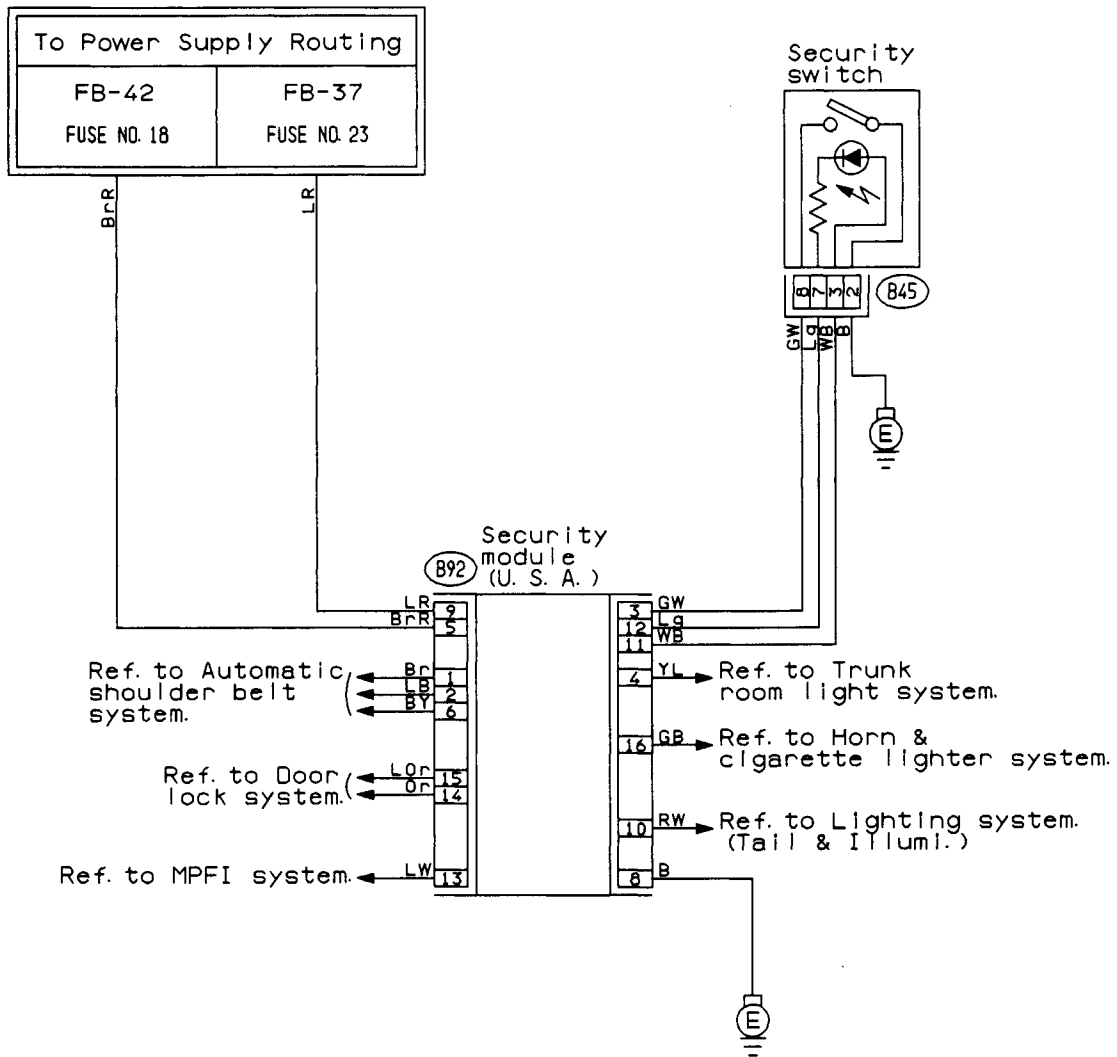 To Power Supply Routing
FB-42
FUSE NO. 18
FB-37
FUSE NO. 23
BrR
LR
Security
switch
8 7 3 2
B45
GW
Lg
WB
B
E
Security
module
(U. S. A.)
B92
LR 9
BrR 5
Ref. to Automatic
shoulder belt
system.
Br 1
LB 2
BY 6
Ref. to Door
lock system.
LOr 15
Or 14
Ref. to MPFI system.
LW 13
3 GW
12 Lg
11 WB
4 YL
Ref. to Trunk
room light system.
16 GB
Ref. to Horn &
cigarette lighter system.
10 RW
Ref. to Lighting system.
(Tail & Illumi.)
8 B
E